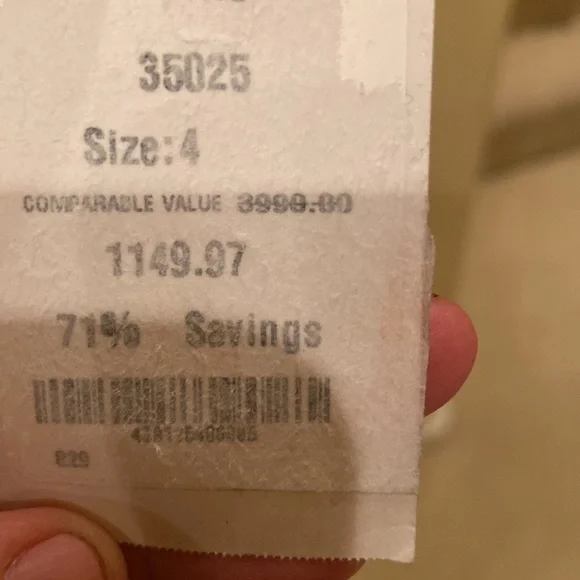 35025
Size:4
COMPARABLE VALUE 3999.00
1149.97
71% Savings